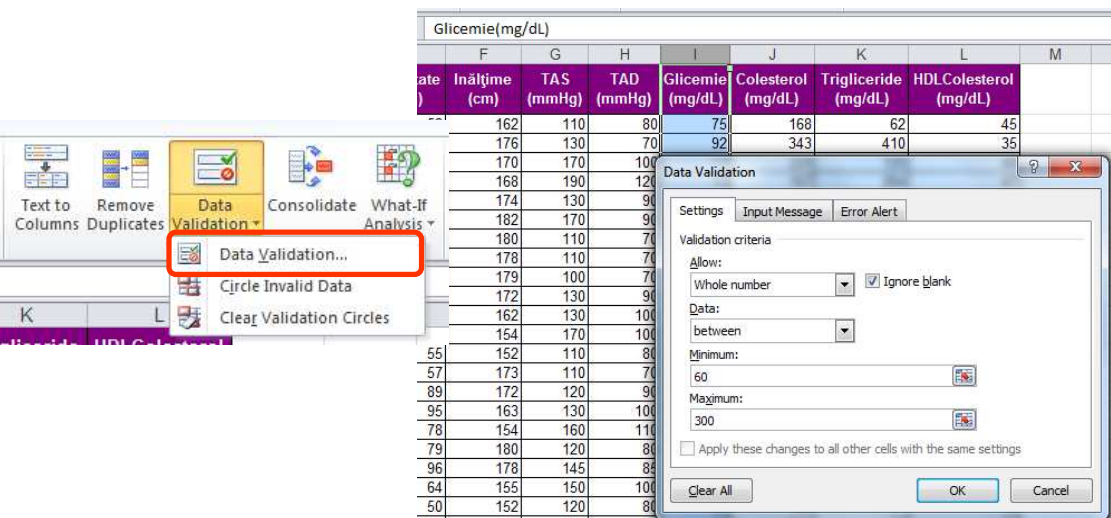 Glicemie(mg/dL)
F G H I J K L M
Inălţime (cm) TAS (mmHg) TAD (mmHg) Glicemie (mg/dL) Colesterol (mg/dL) Trigliceride (mg/dL) HDLColesterol (mg/dL)
162 110 80 75 168 62 45
176 130 70 92 343 410 35
170 170 100
168 190 120
174 130 90
182 170 90
180 110 70
178 110 70
179 100 70
172 130 90
162 130 100
154 170 100
55 152 110 80
57 173 110 70
89 172 120 90
95 163 130 100
78 154 160 110
79 180 120 80
96 178 145 85
64 155 150 100
50 152 120 80
Text to Columns
Remove Duplicates
Data Validation
Consolidate
What-If Analysis
Data Validation...
Circle Invalid Data
Clear Validation Circles
K L
Data Validation
Settings Input Message Error Alert
Validation criteria
Allow:
Whole number Ignore blank
Data:
between
Minimum:
60
Maximum:
300
Apply these changes to all other cells with the same settings
Clear All OK Cancel